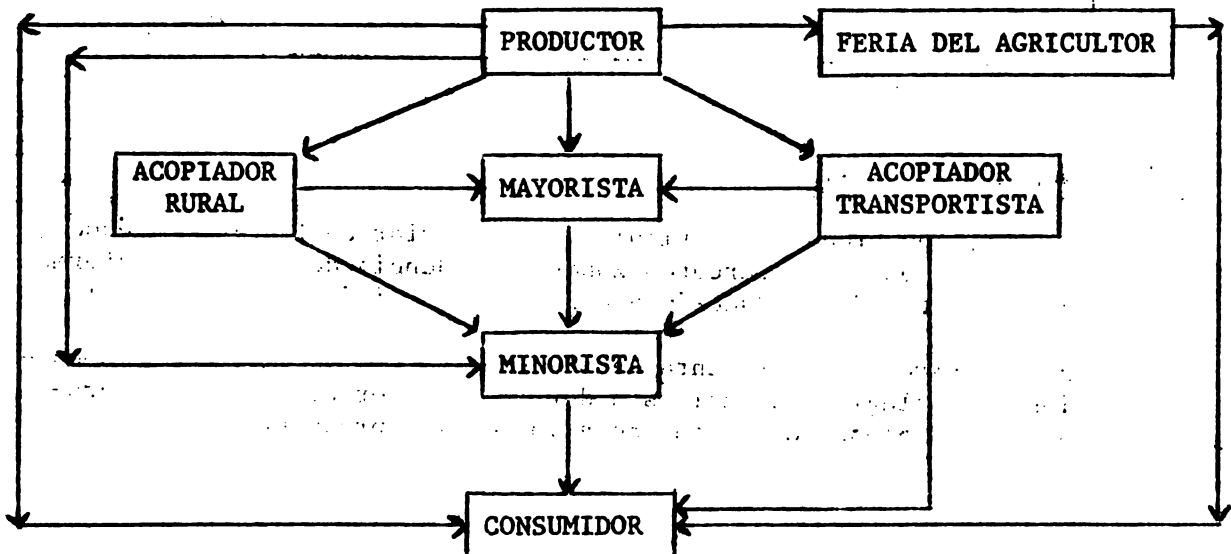 PRODUCTOR
FERIA DEL AGRICULTOR
ACOPIADOR
RURAL
MAYORISTA
ACOPIADOR
TRANSPORTISTA
MINORISTA
CONSUMIDOR